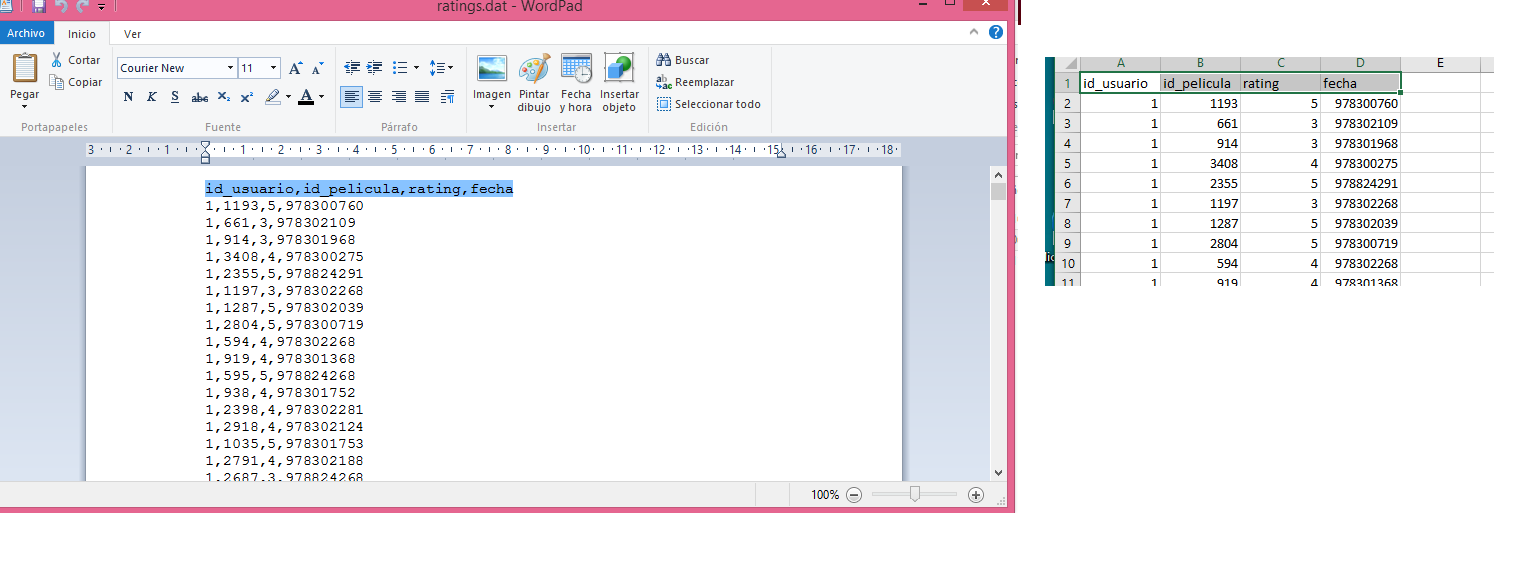 ratings.dat - WordPad
Archivo Inicio Ver
Pegar
Cortar
Copiar
Portapapeles
Courier New 11
N K S abc X₂ X² A
Fuente
Párrafo
Imagen
Pintar dibujo
Fecha y hora
Insertar objeto
Insertar
Buscar
Reemplazar
Seleccionar todo
Edición
3 2 1 1 2 3 4 5 6 7 8 9 10 11 12 13 14 15 16 17 18
id_usuario,id_pelicula,rating,fecha
1,1193,5,978300760
1,661,3,978302109
1,914,3,978301968
1,3408,4,978300275
1,2355,5,978824291
1,1197,3,978302268
1,1287,5,978302039
1,2804,5,978300719
1,594,4,978302268
1,919,4,978301368
1,595,5,978824268
1,938,4,978301752
1,2398,4,978302281
1,2918,4,978302124
1,1035,5,978301753
1,2791,4,978302188
1,2687,3,978824268
100%
A B C D E
1 id_usuario id_pelicula rating fecha
2 1 1193 5 978300760
3 1 661 3 978302109
4 1 914 3 978301968
5 1 3408 4 978300275
6 1 2355 5 978824291
7 1 1197 3 978302268
8 1 1287 5 978302039
9 1 2804 5 978300719
10 1 594 4 978302268
11 1 919 4 978301368